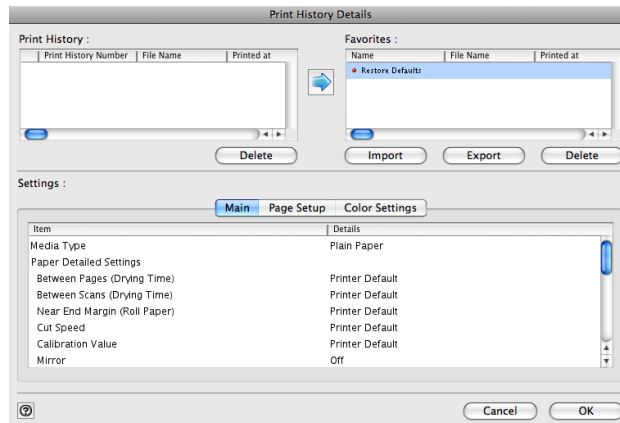 Print History Details
Print History :
Favorites :
Print History Number File Name Printed at
Name File Name Printed at
Restore Defaults
Delete
Import Export Delete
Settings :
Main Page Setup Color Settings
Item Details
Media Type Plain Paper
Paper Detailed Settings
Between Pages (Drying Time) Printer Default
Between Scans (Drying Time) Printer Default
Near End Margin (Roll Paper) Printer Default
Cut Speed Printer Default
Calibration Value Printer Default
Mirror Off
? Cancel OK